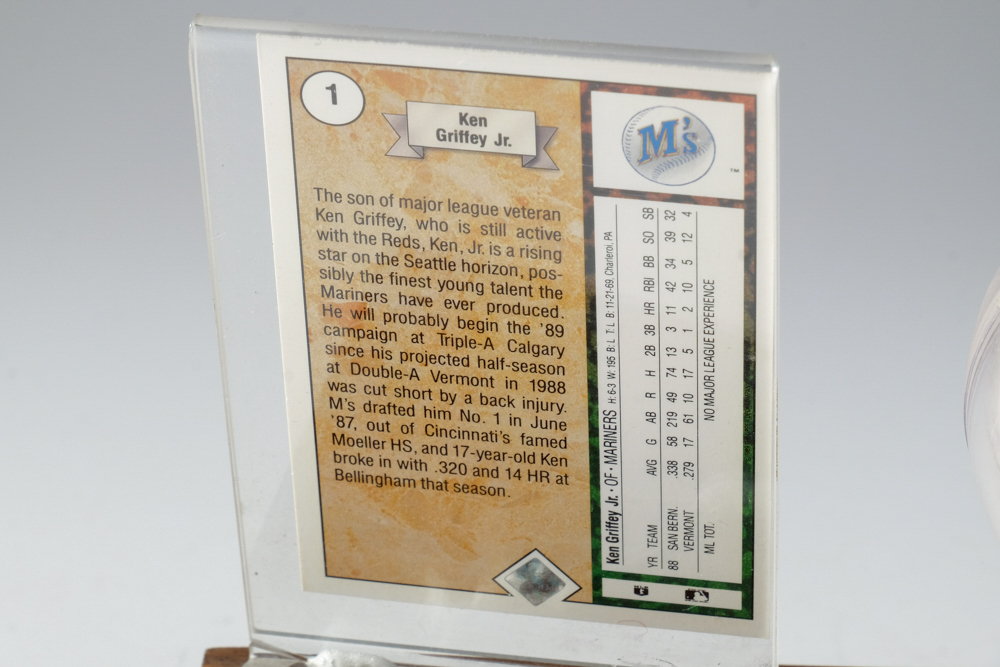 1
Ken
Griffey Jr.
The son of major league veteran
Ken Griffey, who is still active
with the Reds, Ken, Jr. is a rising
star on the Seattle horizon, pos-
sibly the finest young talent the
Mariners have ever produced.
He will probably begin the '89
campaign at Triple-A Calgary
since his projected half-season
at Double-A Vermont in 1988
was cut short by a back injury.
M's drafted him No. 1 in June
'87, out of Cincinnati's famed
Moeller HS, and 17-year-old Ken
broke in with .320 and 14 HR at
Bellingham that season.
M's
TM
Ken Griffey Jr. • OF • MARINERS H: 6-3 W: 195 B: L T: L B: 11-21-69, Charleroi, PA
YR TEAM AVG G AB R H 2B 3B HR RBI BB SO SB
88 SAN BERN. .338 58 219 49 74 13 3 11 42 34 39 32
VERMONT .279 17 61 10 17 5 1 2 10 5 12 4
ML TOT. NO MAJOR LEAGUE EXPERIENCE